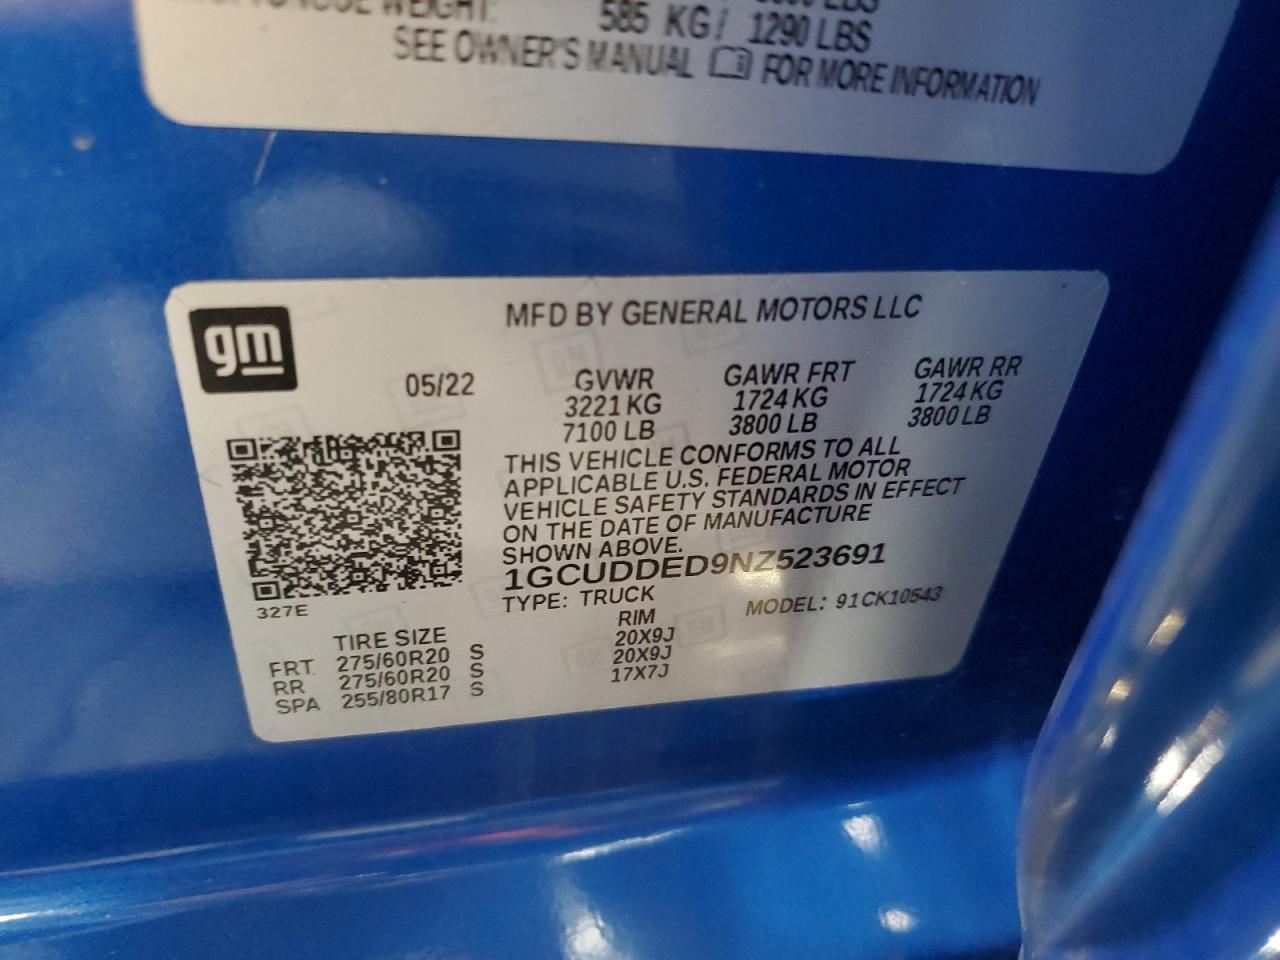 WEIGHT: 585 KG / 1290 LBS
SEE OWNER'S MANUAL FOR MORE INFORMATION
gm
MFD BY GENERAL MOTORS LLC
05/22 GVWR GAWR FRT GAWR RR
3221 KG 1724 KG 1724 KG
7100 LB 3800 LB 3800 LB
THIS VEHICLE CONFORMS TO ALL
APPLICABLE U.S. FEDERAL MOTOR
VEHICLE SAFETY STANDARDS IN EFFECT
ON THE DATE OF MANUFACTURE
SHOWN ABOVE.
1GCUDDED9NZ523691
327E
TYPE: TRUCK MODEL: 91CK10543
TIRE SIZE RIM
FRT 275/60R20 S 20X9J
RR 275/60R20 S 20X9J
SPA 255/80R17 S 17X7J